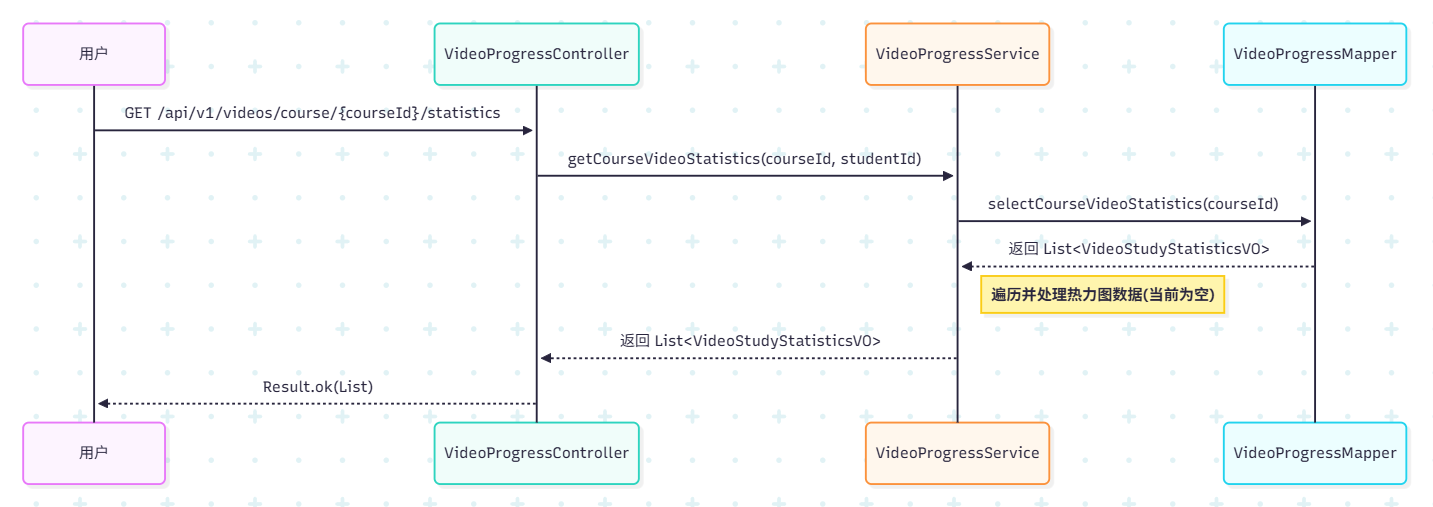 用户
VideoProgressController
VideoProgressService
VideoProgressMapper
GET /api/v1/videos/course/{courseId}/statistics
getCourseVideoStatistics(courseId, studentId)
selectCourseVideoStatistics(courseId)
返回 List<VideoStudyStatisticsVO>
遍历并处理热力图数据(当前为空)
返回 List<VideoStudyStatisticsVO>
Result.ok(List)
用户
VideoProgressController
VideoProgressService
VideoProgressMapper